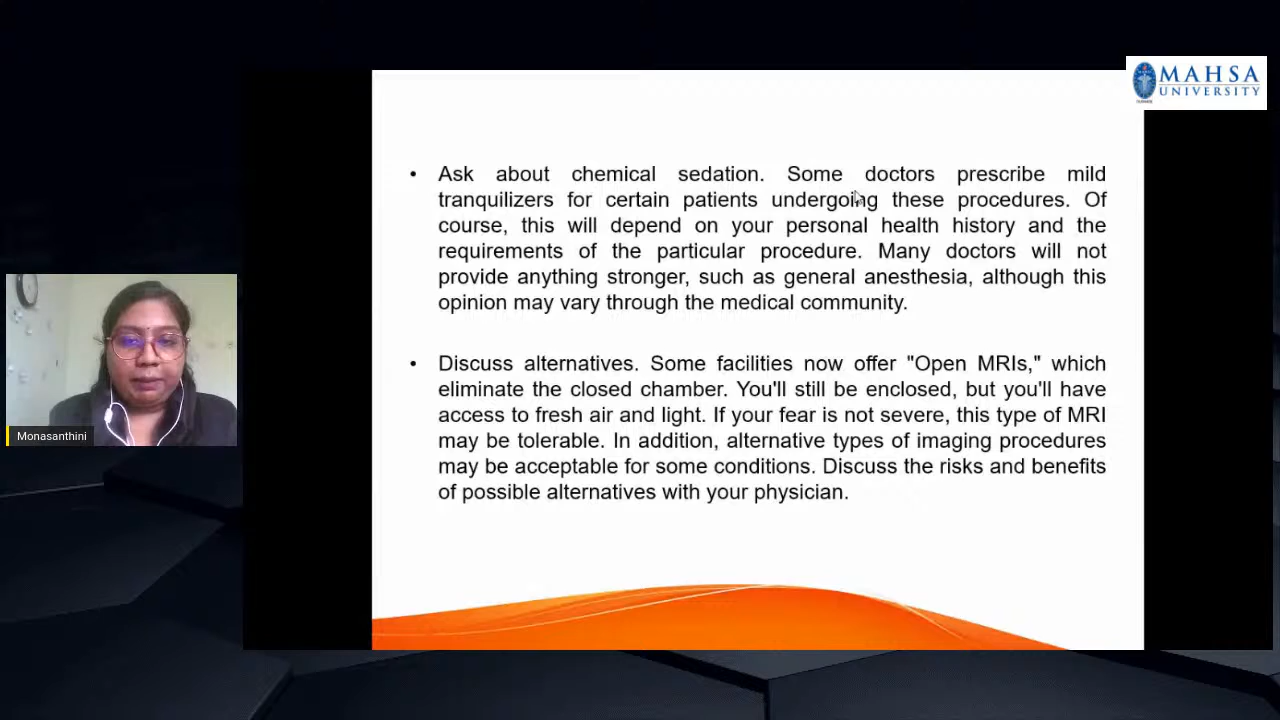 MAHSA
UNIVERSITY
• Ask about chemical sedation. Some doctors prescribe mild
tranquilizers for certain patients undergoing these procedures. Of
course, this will depend on your personal health history and the
requirements of the particular procedure. Many doctors will not
provide anything stronger, such as general anesthesia, although this
opinion may vary through the medical community.
• Discuss alternatives. Some facilities now offer "Open MRIs," which
eliminate the closed chamber. You'll still be enclosed, but you'll have
access to fresh air and light. If your fear is not severe, this type of MRI
may be tolerable. In addition, alternative types of imaging procedures
may be acceptable for some conditions. Discuss the risks and benefits
of possible alternatives with your physician.
Monasanthini